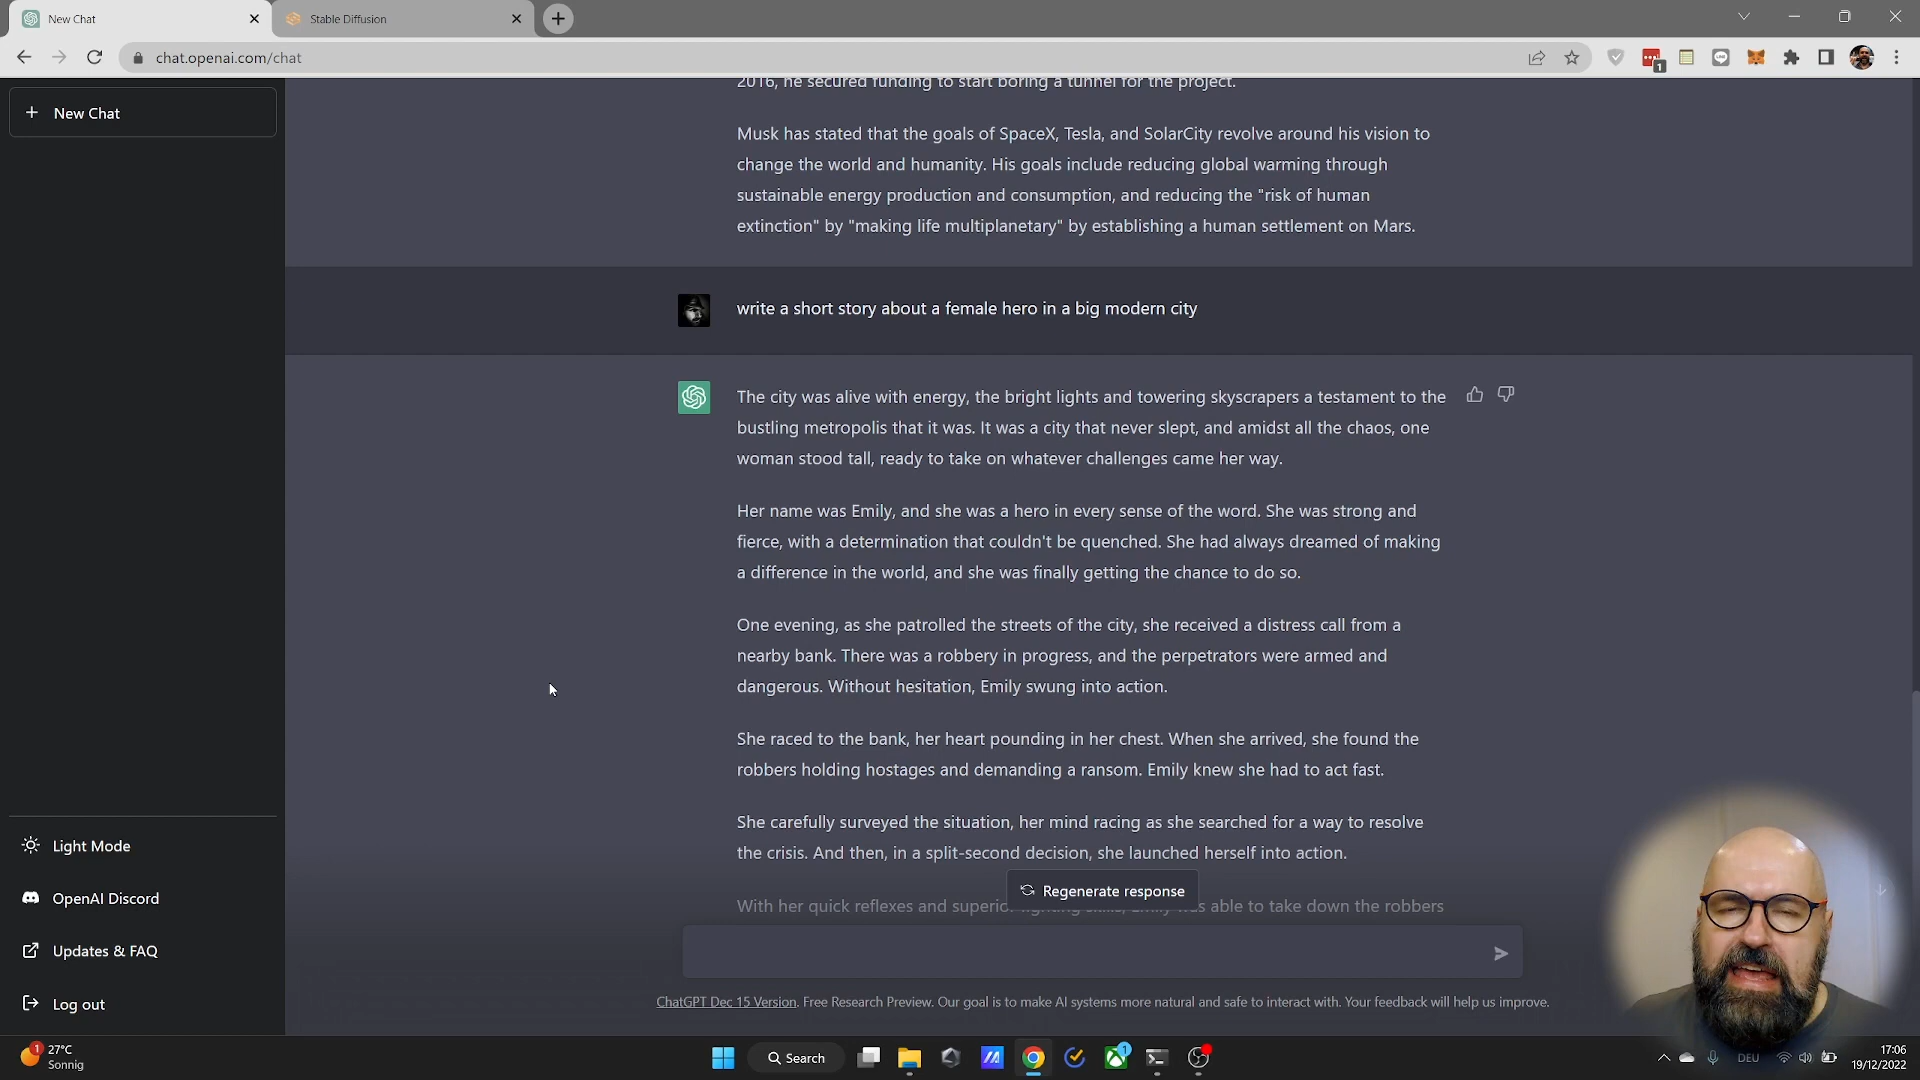 New Chat
Stable Diffusion
chat.openai.com/chat
1
New Chat
2016, he secured funding to start boring a tunnel for the project.
Musk has stated that the goals of SpaceX, Tesla, and SolarCity revolve around his vision to
change the world and humanity. His goals include reducing global warming through
sustainable energy production and consumption, and reducing the "risk of human
extinction" by "making life multiplanetary" by establishing a human settlement on Mars.
write a short story about a female hero in a big modern city
The city was alive with energy, the bright lights and towering skyscrapers a testament to the
bustling metropolis that it was. It was a city that never slept, and amidst all the chaos, one
woman stood tall, ready to take on whatever challenges came her way.
Her name was Emily, and she was a hero in every sense of the word. She was strong and
fierce, with a determination that couldn't be quenched. She had always dreamed of making
a difference in the world, and she was finally getting the chance to do so.
One evening, as she patrolled the streets of the city, she received a distress call from a
nearby bank. There was a robbery in progress, and the perpetrators were armed and
dangerous. Without hesitation, Emily swung into action.
She raced to the bank, her heart pounding in her chest. When she arrived, she found the
robbers holding hostages and demanding a ransom. Emily knew she had to act fast.
She carefully surveyed the situation, her mind racing as she searched for a way to resolve
the crisis. And then, in a split-second decision, she launched herself into action.
With her quick reflexes and superior fighting skills, Emily was able to take down the robbers
Regenerate response
Light Mode
OpenAI Discord
Updates & FAQ
Log out
ChatGPT Dec 15 Version. Free Research Preview. Our goal is to make AI systems more natural and safe to interact with. Your feedback will help us improve.
1
27°C
Sonnig
Search
1
DEU
17:06
19/12/2022